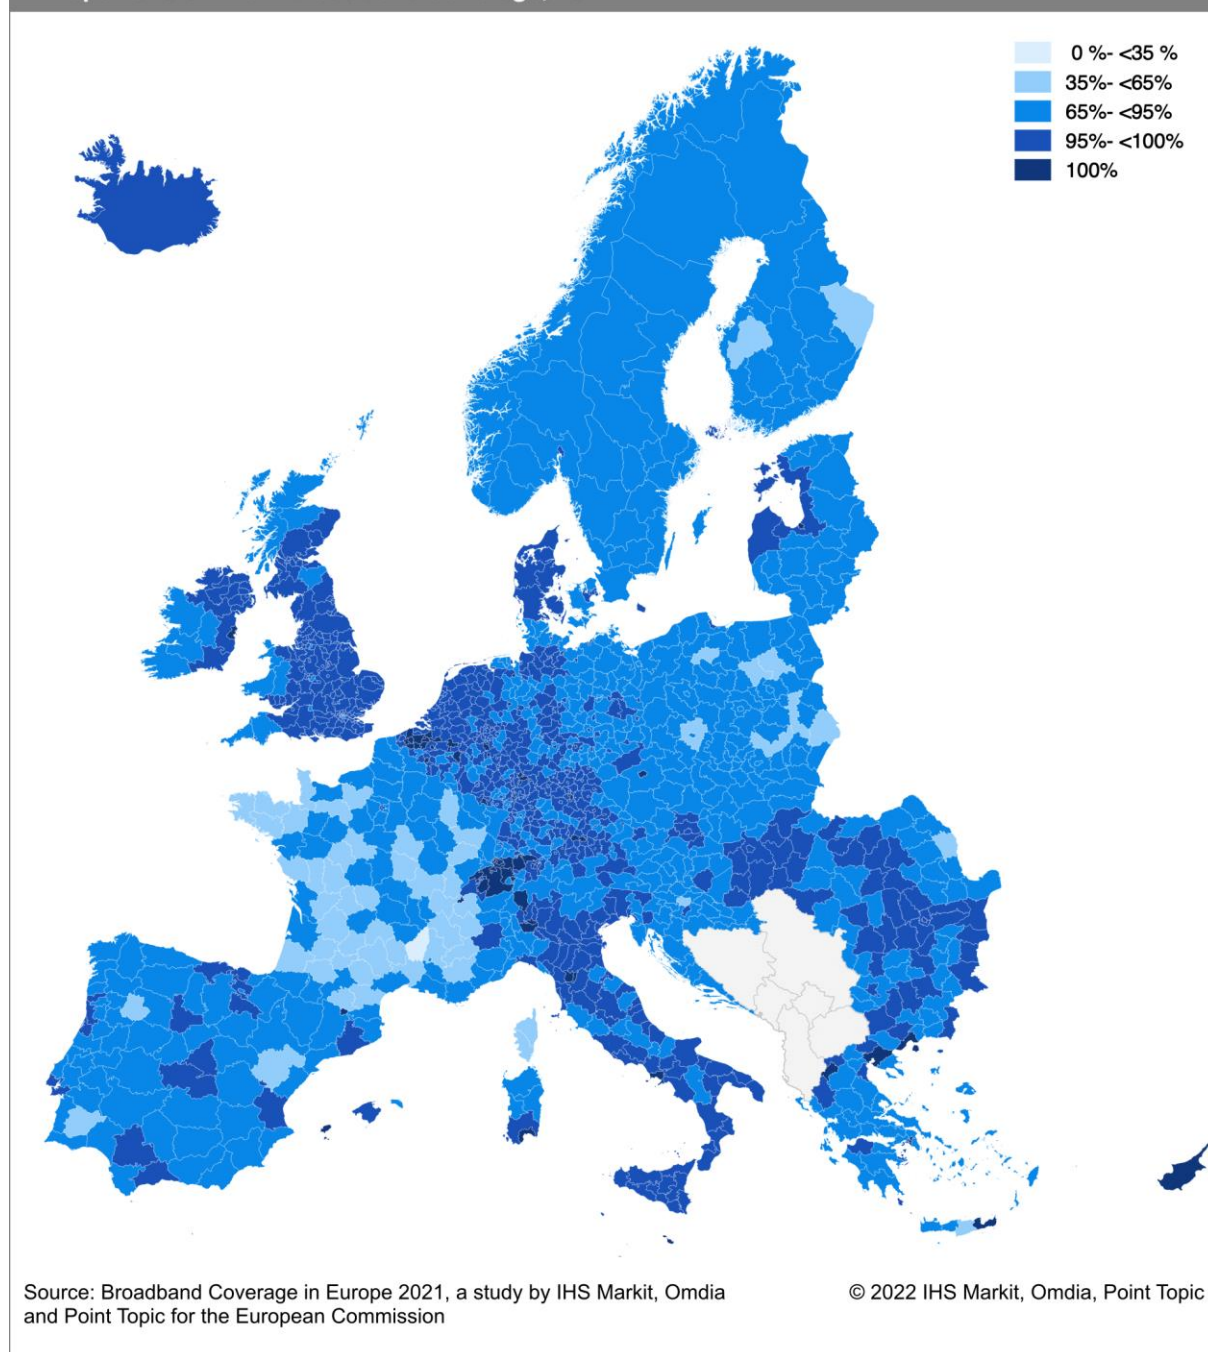 0 %- <35 %
35%- <65%
65%- <95%
95%- <100%
100%
Source: Broadband Coverage in Europe 2021, a study by IHS Markit, Omdia
and Point Topic for the European Commission
© 2022 IHS Markit, Omdia, Point Topic